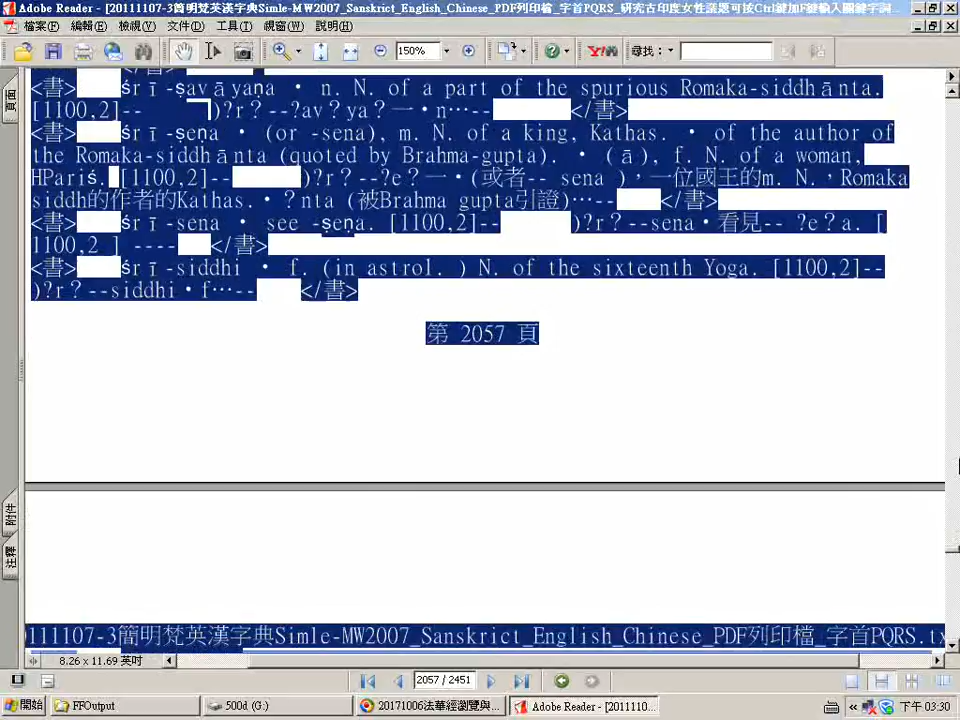 Adobe Reader - [20111107-3簡明梵英漢字典Simle-MW2007_Sanskrict_English_Chinese_PDF列印檔_字首PQRS_研究古印度女性議題可按Ctrl鍵加F鍵輸入關鍵字詞...
檔案(F) 編輯(E) 檢視(V) 文件(D) 工具(T) 視窗(W) 說明(H)
150% Y! 尋找：
頁面
<書> śrī-ṣavāyaṇa • n. N. of a part of the spurious Romaka-siddhānta.
[1100,2]-- )?r？--?av？ya？一•n…-- </書>
<書> śrī-ṣeṇa • (or -sena), m. N. of a king, Kathas. • of the author of
the Romaka-siddhānta (quoted by Brahma-gupta). • (ā), f. N. of a woman,
HPariś. [1100,2]-- )?r？--?e？一•(或者-- sena )，一位國王的m. N.，Romaka
siddh的作者的Kathas.•？nta (被Brahma gupta引證)…-- </書>
<書> śrī-sena • see -ṣeṇa. [1100,2]-- )?r？--sena•看見-- ?e？a. [
1100,2 ] ---- </書>
<書> śrī-siddhi • f. (in astrol. ) N. of the sixteenth Yoga. [1100,2]--
)?r？--siddhi•f…-- </書>
第 2057 頁
附件
注釋
)111107-3簡明梵英漢字典Simle-MW2007_Sanskrict_English_Chinese_PDF列印檔_字首PQRS.tx
8.26 x 11.69 英吋
2057 / 2451
開始 FFOutput 500d (G:) 20171006法華經瀏覽與... Adobe Reader - [2011110... « 下午 03:30